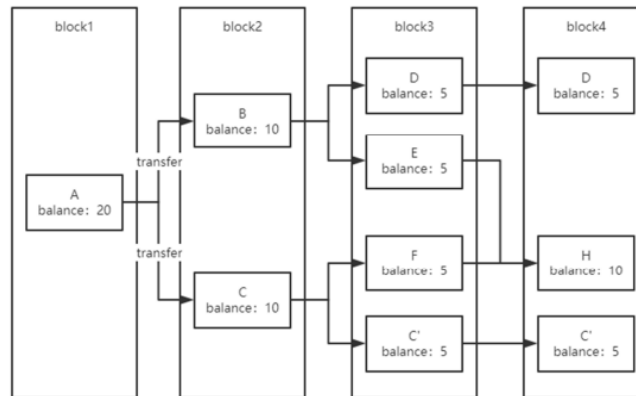 block1
block2
block3
block4
A
balance: 20
transfer
transfer
B
balance: 10
C
balance: 10
D
balance: 5
E
balance: 5
F
balance: 5
C'
balance: 5
D
balance: 5
H
balance: 10
C'
balance: 5